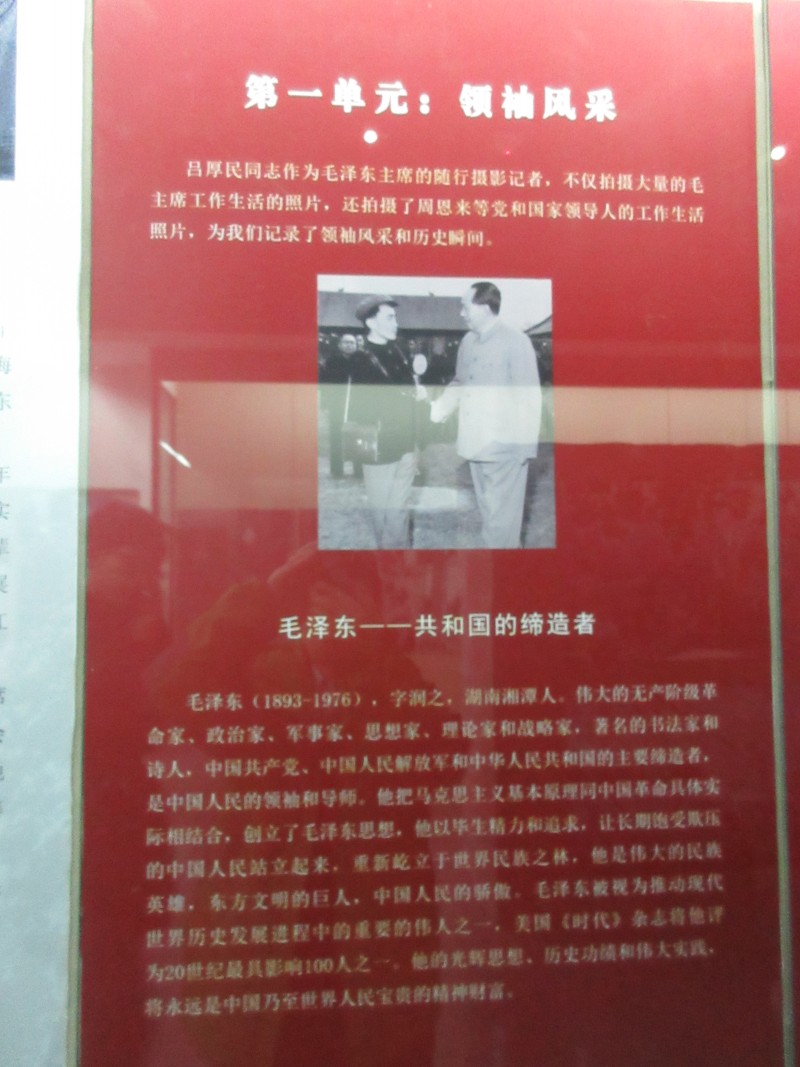 第一单元：领袖风采
吕厚民同志作为毛泽东主席的随行摄影记者，不仅拍摄大量的毛
主席工作生活的照片，还拍摄了周恩来等党和国家领导人的工作生活
照片，为我们记录了领袖风采和历史瞬间。
毛泽东——共和国的缔造者
毛泽东（1893-1976），字润之，湖南湘潭人。伟大的无产阶级革
命家、政治家、军事家、思想家、理论家和战略家，著名的书法家和
诗人，中国共产党、中国人民解放军和中华人民共和国的主要缔造者，
是中国人民的领袖和导师。他把马克思主义基本原理同中国革命具体实
际相结合，创立了毛泽东思想，他以毕生精力和追求，让长期饱受欺压
的中国人民站立起来，重新屹立于世界民族之林，他是伟大的民族
英雄，东方文明的巨人，中国人民的骄傲。毛泽东被视为推动现代
世界历史发展进程中的重要的伟人之一，美国《时代》杂志将他评
为20世纪最具影响100人之一。他的光辉思想、历史功绩和伟大实践，
将永远是中国乃至世界人民宝贵的精神财富。